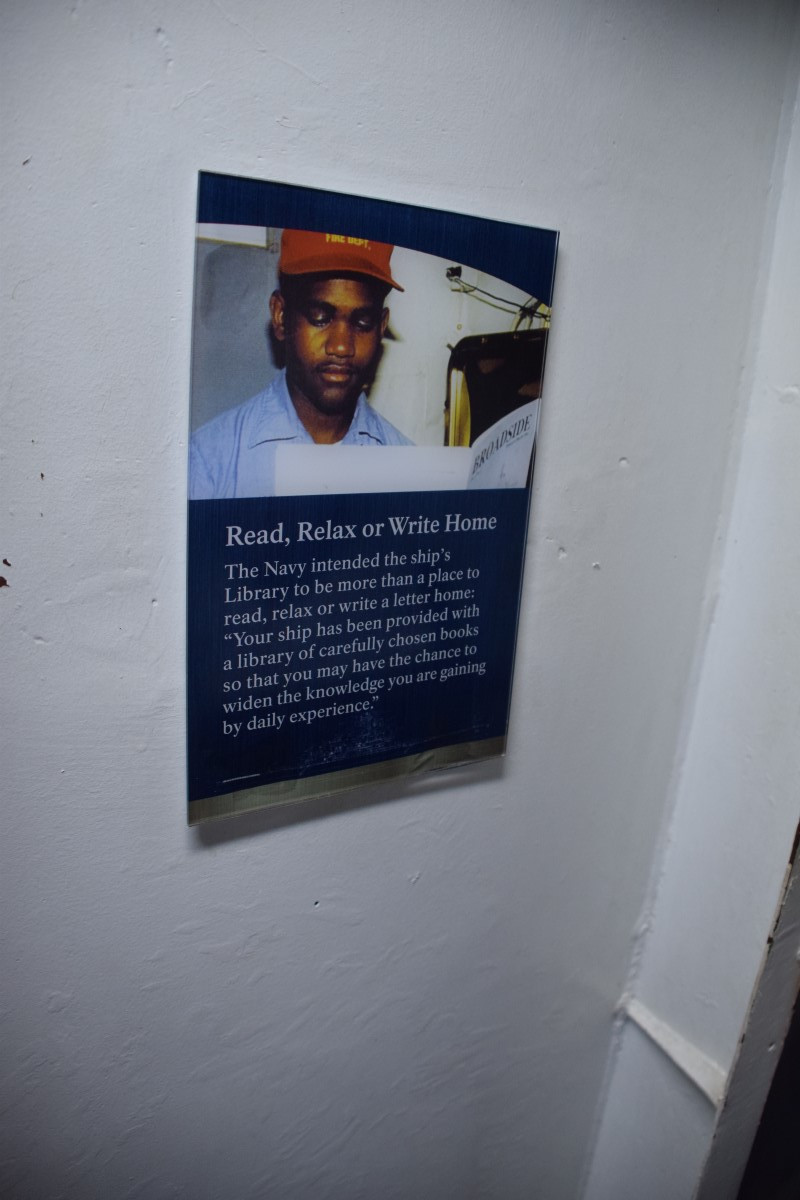 FIRE DEPT.
BROADSIDE
Read, Relax or Write Home
The Navy intended the ship's
Library to be more than a place to
read, relax or write a letter home:
“Your ship has been provided with
a library of carefully chosen books
so that you may have the chance to
widen the knowledge you are gaining
by daily experience.”